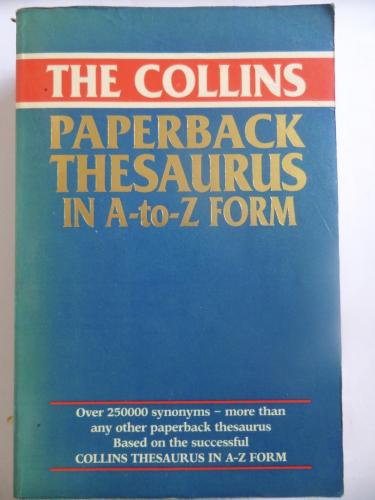 THE COLLINS
PAPERBACK
THESAURUS
IN A-to-Z FORM
Over 250000 synonyms – more than
any other paperback thesaurus
Based on the successful
COLLINS THESAURUS IN A-Z FORM